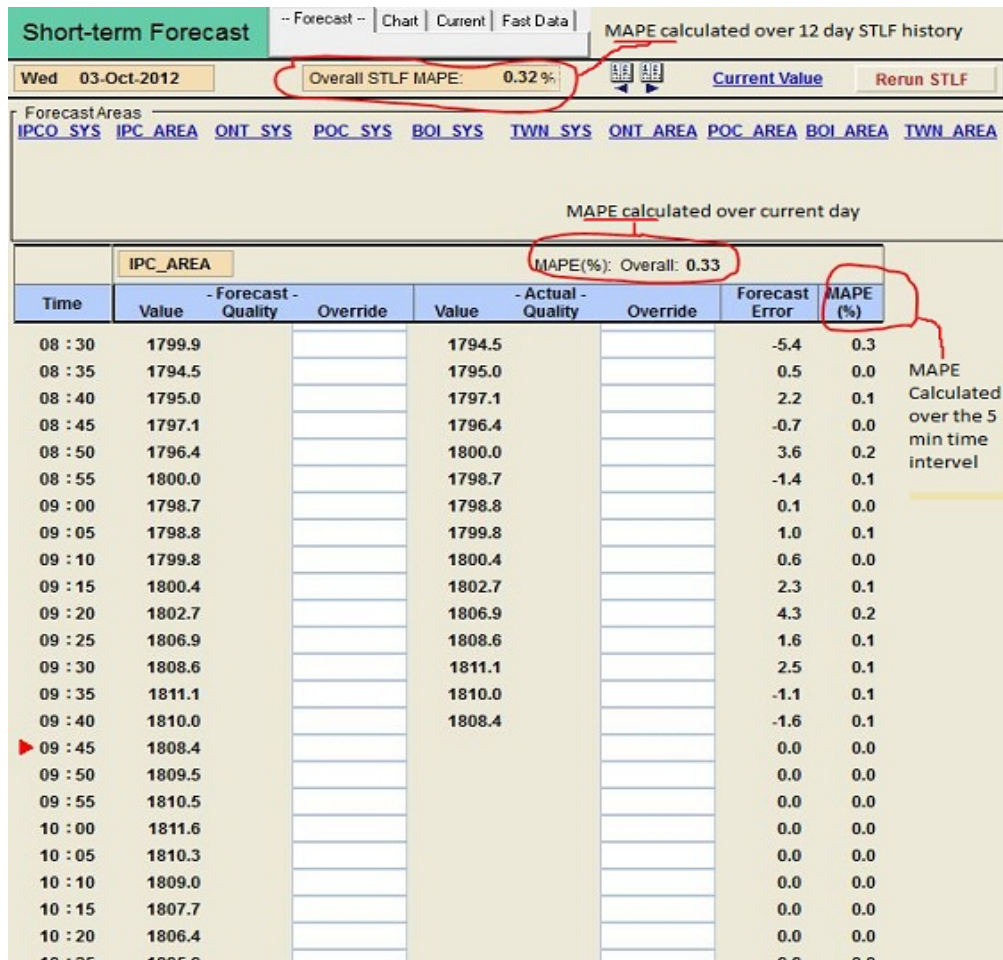 Short-term Forecast
-- Forecast -- Chart Current Fast Data
MAPE calculated over 12 day STLF history
Wed 03-Oct-2012 Overall STLF MAPE: 0.32 % Current Value Rerun STLF
Forecast Areas
IPCO_SYS IPC_AREA ONT_SYS POC_SYS BOI_SYS TWN_SYS ONT_AREA POC_AREA BOI_AREA TWN_AREA
MAPE calculated over current day
IPC_AREA MAPE(%): Overall: 0.33
Time - Forecast - - Actual - Forecast MAPE
Value Quality Override Value Quality Override Error (%)
08 : 30 1799.9 1794.5 -5.4 0.3
08 : 35 1794.5 1795.0 0.5 0.0
08 : 40 1795.0 1797.1 2.2 0.1
08 : 45 1797.1 1796.4 -0.7 0.0
08 : 50 1796.4 1800.0 3.6 0.2
08 : 55 1800.0 1798.7 -1.4 0.1
09 : 00 1798.7 1798.8 0.1 0.0
09 : 05 1798.8 1799.8 1.0 0.1
09 : 10 1799.8 1800.4 0.6 0.0
09 : 15 1800.4 1802.7 2.3 0.1
09 : 20 1802.7 1806.9 4.3 0.2
09 : 25 1806.9 1808.6 1.6 0.1
09 : 30 1808.6 1811.1 2.5 0.1
09 : 35 1811.1 1810.0 -1.1 0.1
09 : 40 1810.0 1808.4 -1.6 0.1
09 : 45 1808.4 0.0 0.0
09 : 50 1809.5 0.0 0.0
09 : 55 1810.5 0.0 0.0
10 : 00 1811.6 0.0 0.0
10 : 05 1810.3 0.0 0.0
10 : 10 1809.0 0.0 0.0
10 : 15 1807.7 0.0 0.0
10 : 20 1806.4 0.0 0.0
MAPE
Calculated
over the 5
min time
intervel